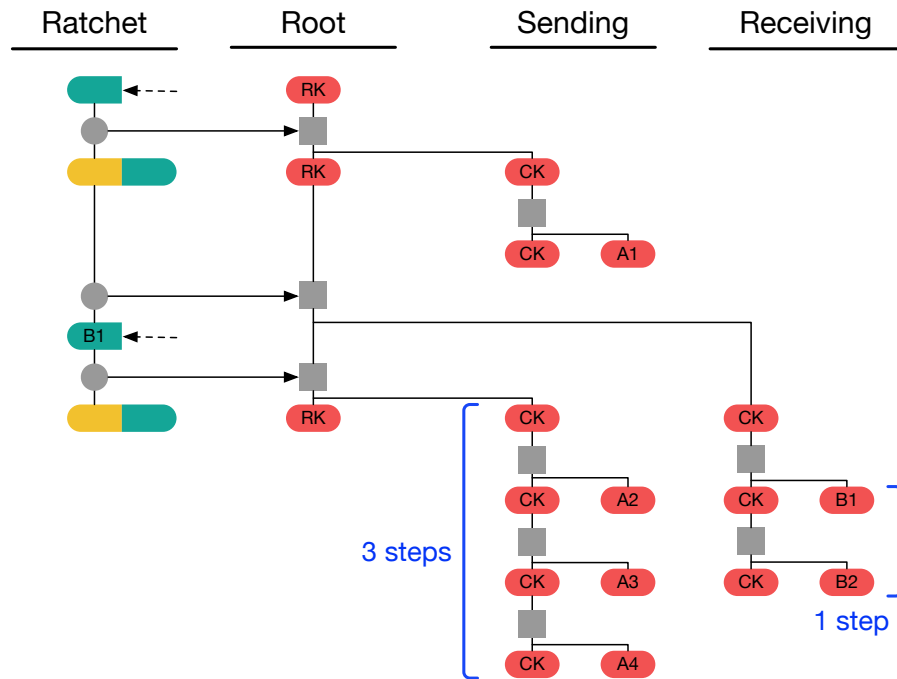 Ratchet Root Sending Receiving
RK
RK CK
CK A1
B1
RK CK CK
CK A2 CK B1
3 steps
CK A3 CK B2
1 step
CK A4